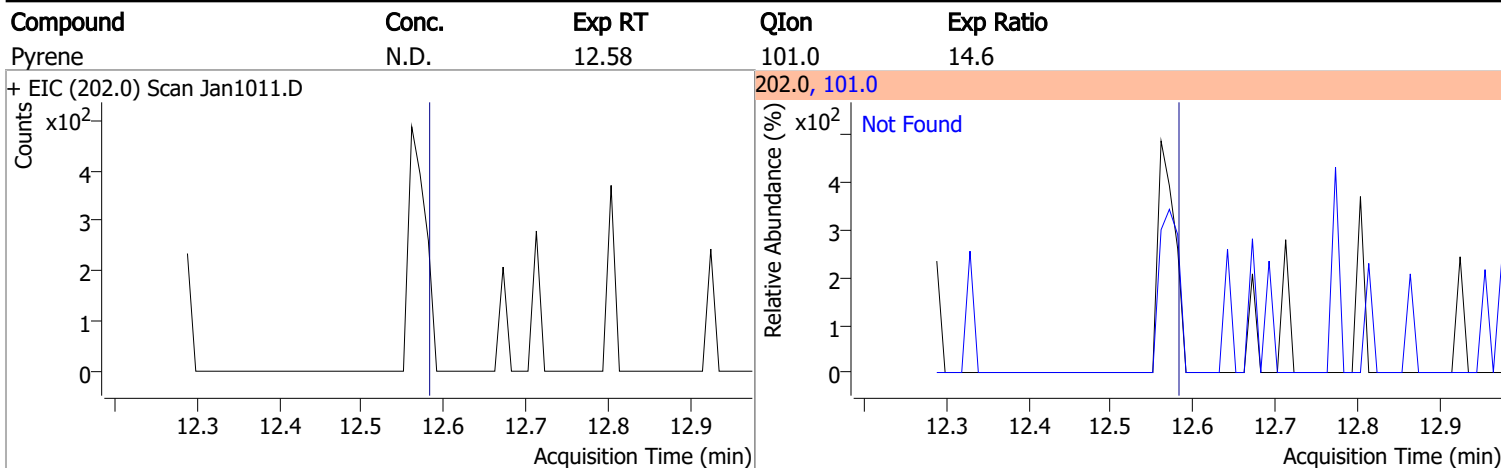 Compound Conc. Exp RT QIon Exp Ratio
Pyrene N.D. 12.58 101.0 14.6
+ EIC (202.0) Scan Jan1011.D
Counts
x10²
4
3
2
1
0
12.3 12.4 12.5 12.6 12.7 12.8 12.9
Acquisition Time (min)
202.0, 101.0
Relative Abundance (%)
x10²
Not Found
4
3
2
1
0
12.3 12.4 12.5 12.6 12.7 12.8 12.9
Acquisition Time (min)